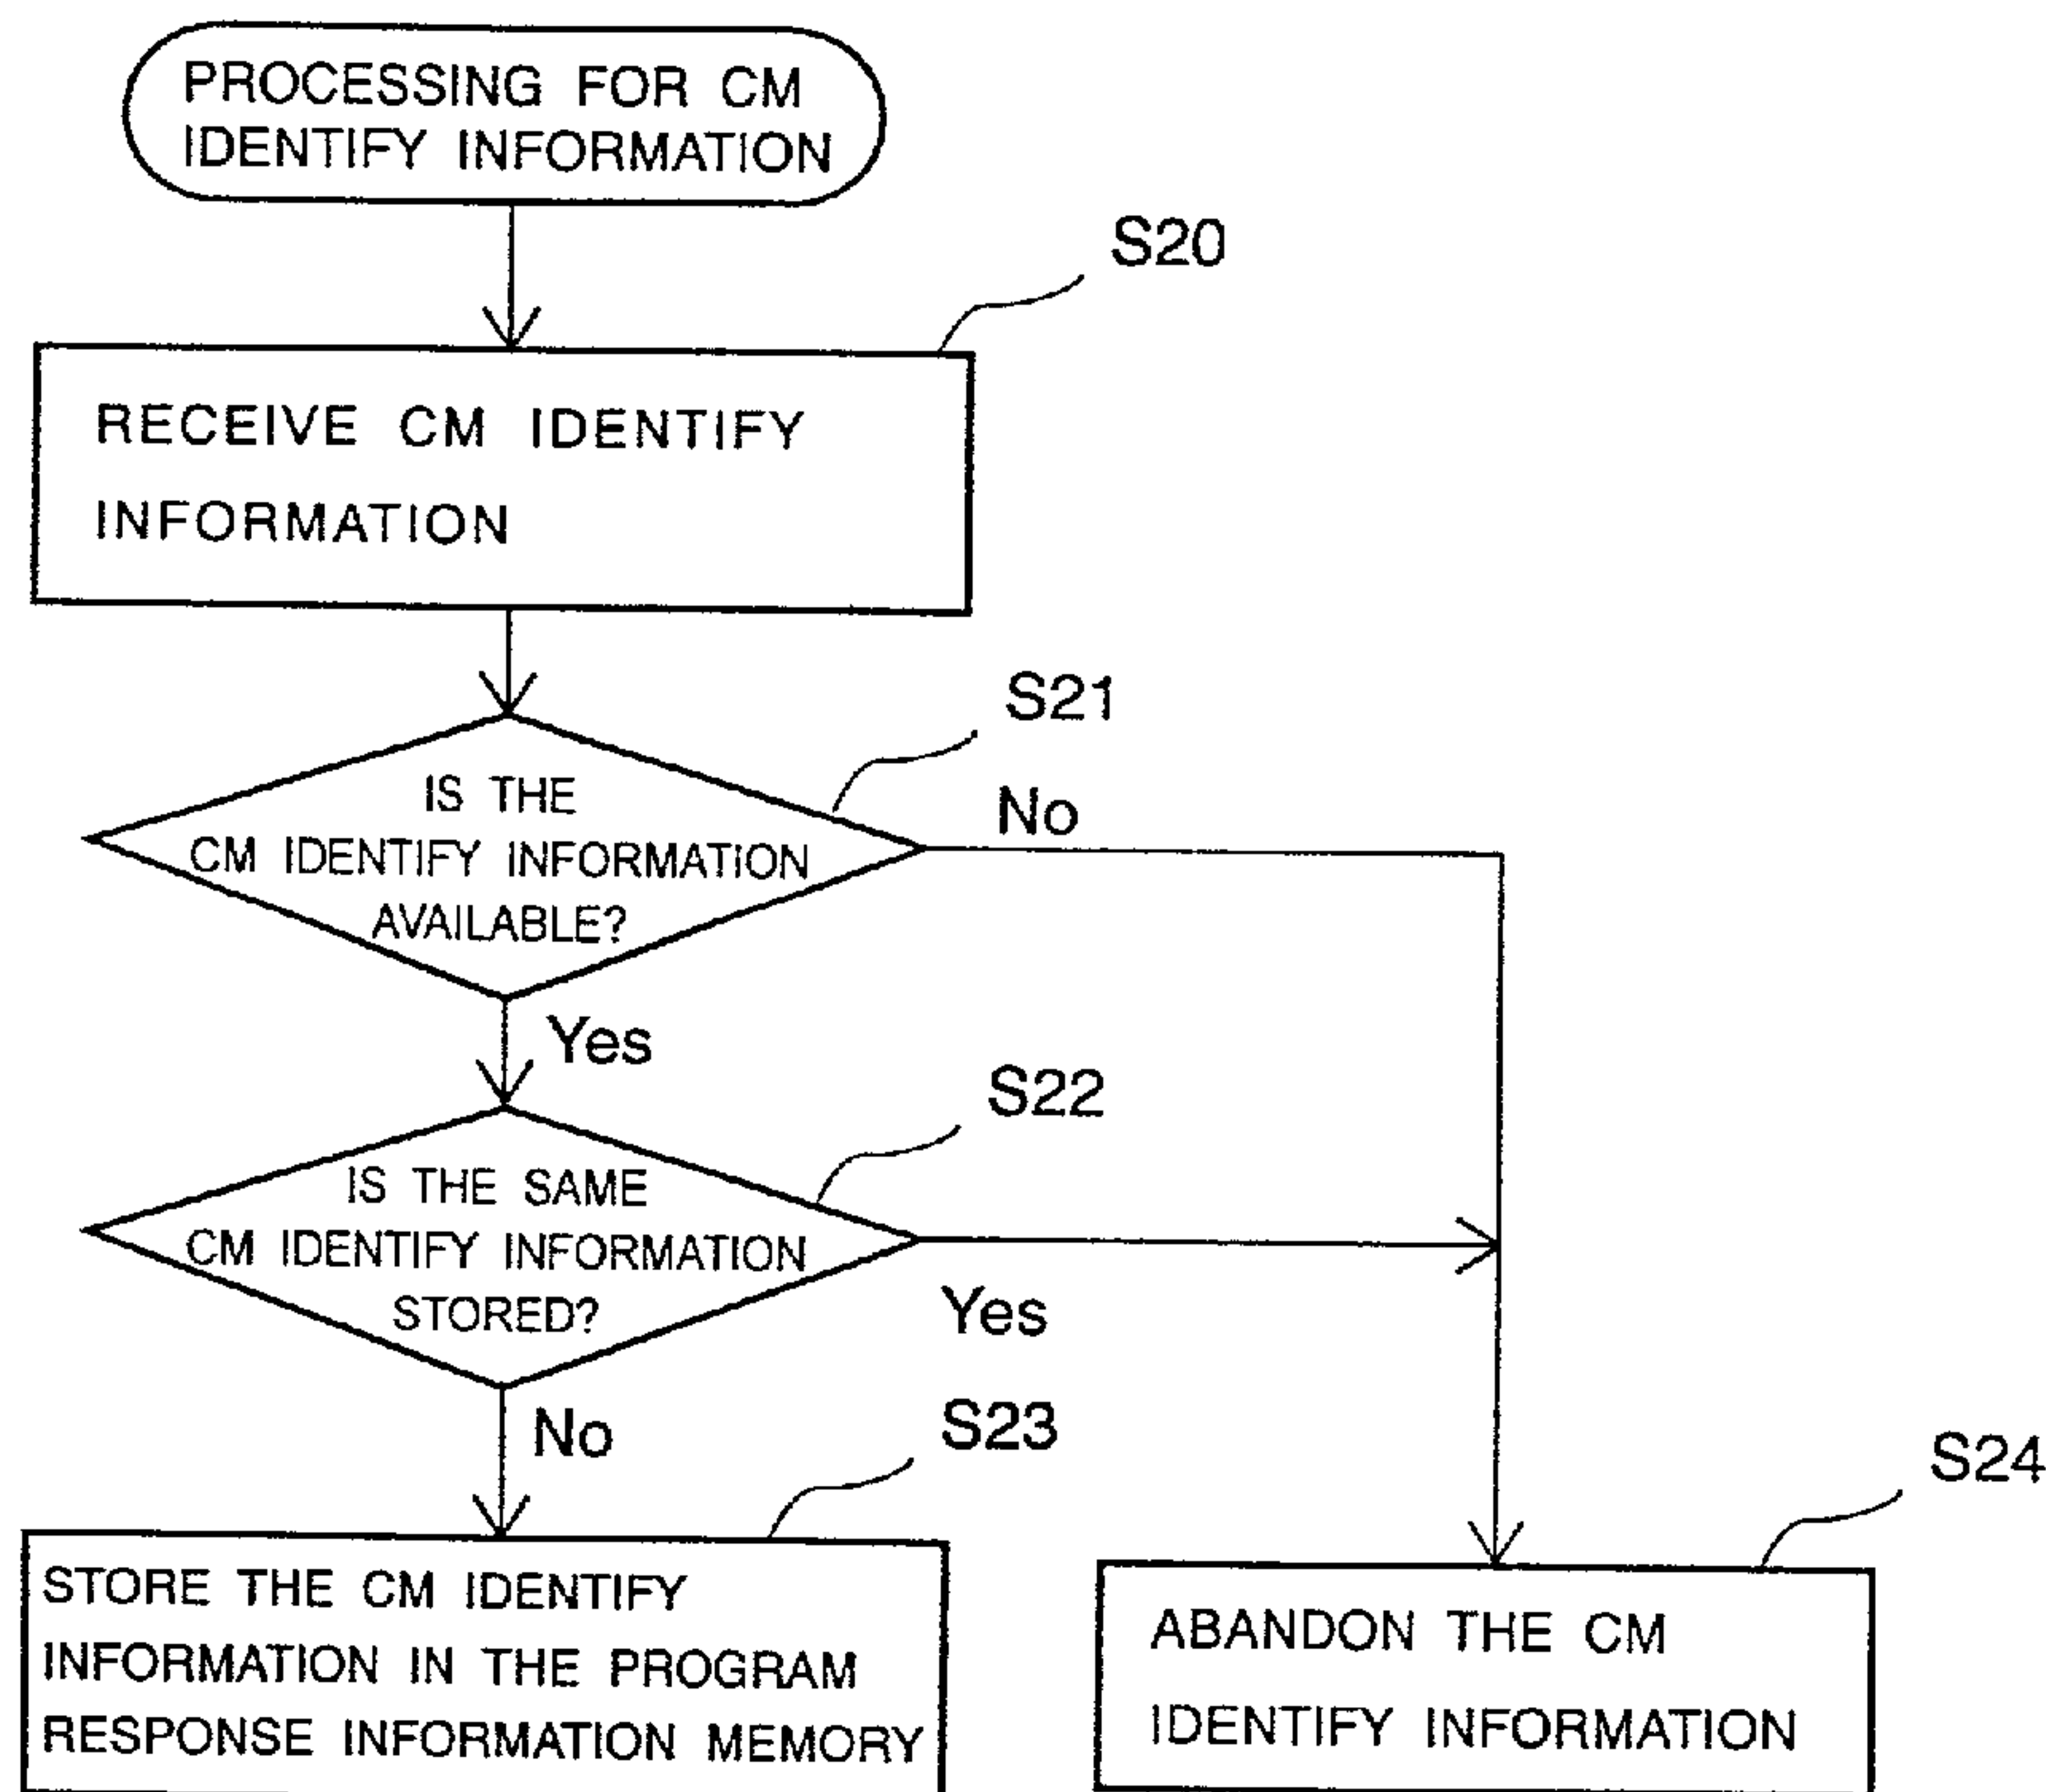 PROCESSING FOR CM
IDENTIFY INFORMATION
S20
RECEIVE CM IDENTIFY
INFORMATION
S21
IS THE
CM IDENTIFY INFORMATION
AVAILABLE?
No
Yes
S22
IS THE SAME
CM IDENTIFY INFORMATION
STORED?
Yes
No
S23
STORE THE CM IDENTIFY
INFORMATION IN THE PROGRAM
RESPONSE INFORMATION MEMORY
S24
ABANDON THE CM
IDENTIFY INFORMATION